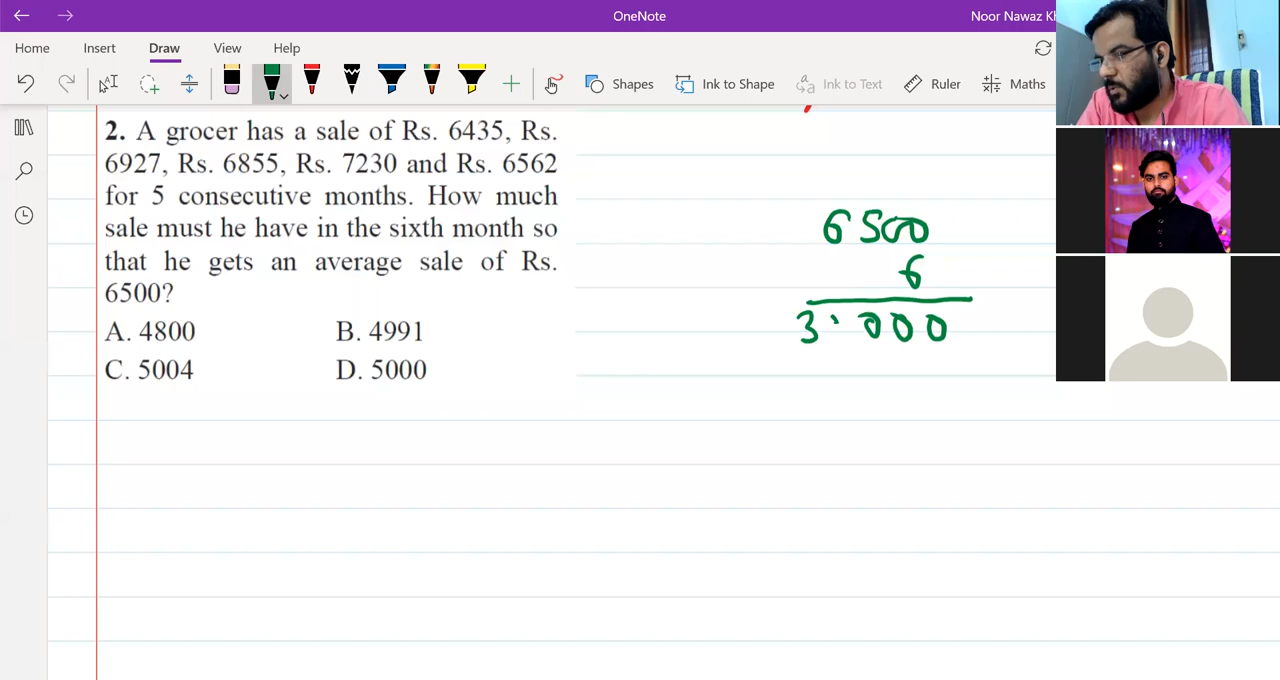 OneNote
Noor Nawaz Kh
Home Insert Draw View Help
Shapes Ink to Shape Ink to Text Ruler Maths
2. A grocer has a sale of Rs. 6435, Rs.
6927, Rs. 6855, Rs. 7230 and Rs. 6562
for 5 consecutive months. How much
sale must he have in the sixth month so
that he gets an average sale of Rs.
6500?
A. 4800 B. 4991
C. 5004 D. 5000
6500
6
3 000